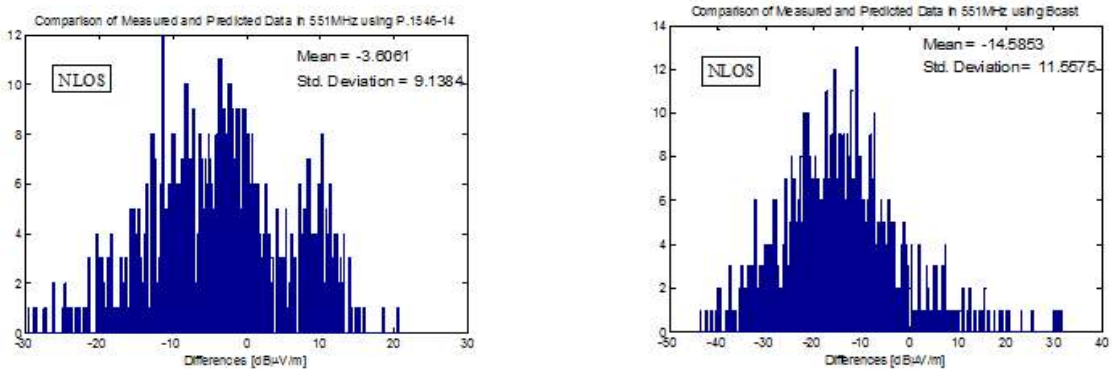 Comparison of Measured and Predicted Data in 551MHz using P.1546-14
12
10
8
6
4
2
0
NLOS
Mean = -3.6061
Std. Deviation = 9.1384
-30 -20 -10 0 10 20 30
Differences [dBµV/m]
Comparison of Measured and Predicted Data in 551MHz using Bcast
14
12
10
8
6
4
2
0
NLOS
Mean = -14.5853
Std. Deviation = 11.5575
-50 -40 -30 -20 -10 0 10 20 30 40
Differences [dBµV/m]